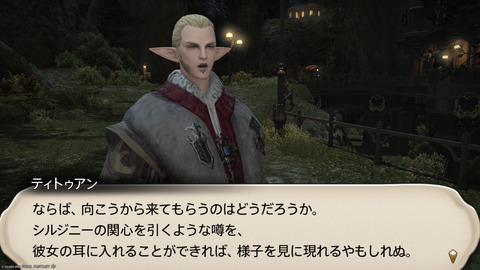 ティトゥアン
ならば、向こうから来てもらうのはどうだろうか。
シルジニーの関心を引くような噂を、
彼女の耳に入れることができれば、様子を見に現れるやもしれぬ。